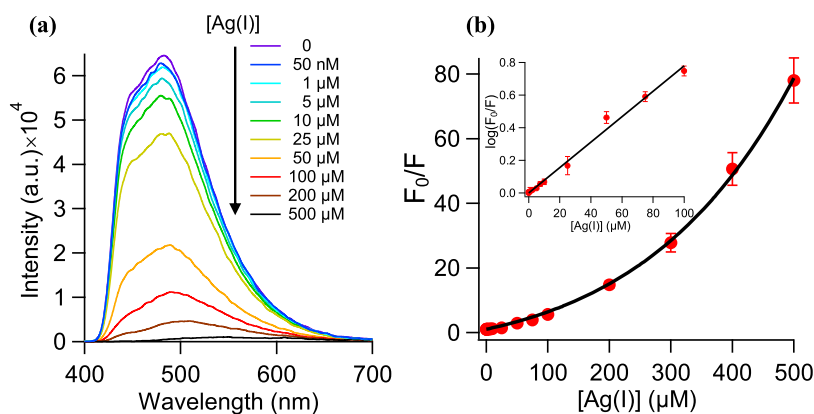 (a)
[Ag(I)]
0
50 nM
1 µM
5 µM
10 µM
25 µM
50 µM
100 µM
200 µM
500 µM
Intensity (a.u.)×10⁴
6
5
4
3
2
1
0
400 500 600 700
Wavelength (nm)
(b)
F₀/F
80
60
40
20
0
0 100 200 300 400 500
[Ag(I)] (µM)
log(F₀/F)
0.8
0.6
0.4
0.2
0.0
0 20 40 60 80 100
[Ag(I)] (µM)